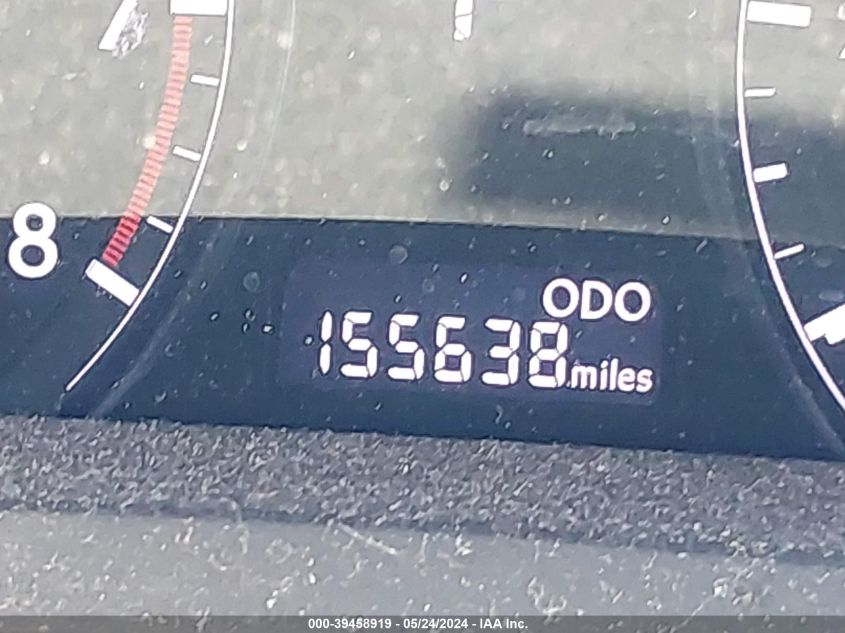 8
ODO
155638 miles
000-39458919 - 05/24/2024 - IAA Inc.